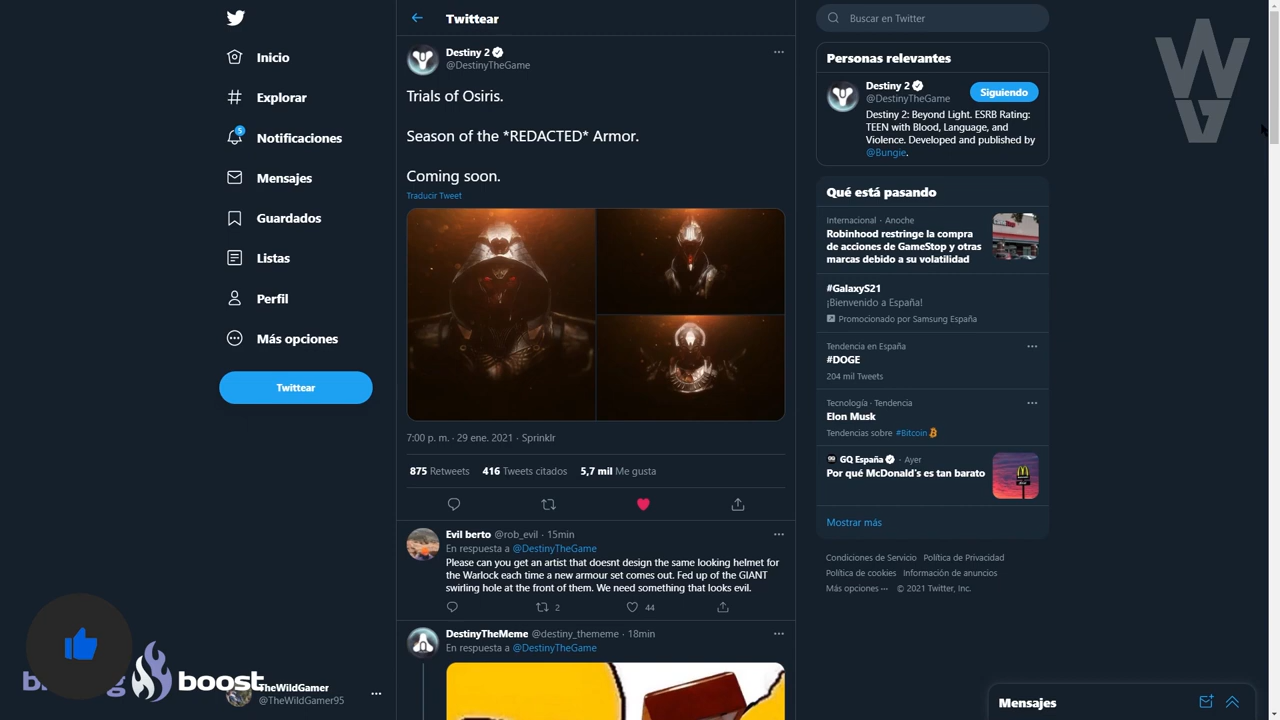 Inicio
Explorar
5
Notificaciones
Mensajes
Guardados
Listas
Perfil
Más opciones
Twittear
boost
TheWildGamer
@TheWildGamer95
Twittear
Destiny 2
@DestinyTheGame
Trials of Osiris.
Season of the *REDACTED* Armor.
Coming soon.
Traducir Tweet
7:00 p. m. · 29 ene. 2021 · Sprinklr
875 Retweets 416 Tweets citados 5,7 mil Me gusta
Evil berto @rob_evil · 15min
En respuesta a @DestinyTheGame
Please can you get an artist that doesnt design the same looking helmet for
the Warlock each time a new armour set comes out. Fed up of the GIANT
swirling hole at the front of them. We need something that looks evil.
2 44
DestinyTheMeme @destiny_thememe · 18min
En respuesta a @DestinyTheGame
Buscar en Twitter
Personas relevantes
Destiny 2
@DestinyTheGame
Siguiendo
Destiny 2: Beyond Light. ESRB Rating:
TEEN with Blood, Language, and
Violence. Developed and published by
@Bungie.
Qué está pasando
Internacional · Anoche
Robinhood restringe la compra
de acciones de GameStop y otras
marcas debido a su volatilidad
#GalaxyS21
¡Bienvenido a España!
Promocionado por Samsung España
Tendencia en España
#DOGE
204 mil Tweets
Tecnología · Tendencia
Elon Musk
Tendencias sobre #Bitcoin
GQ España · Ayer
Por qué McDonald's es tan barato
Mostrar más
Condiciones de Servicio Política de Privacidad
Política de cookies Información de anuncios
Más opciones ··· © 2021 Twitter, Inc.
Mensajes
WG